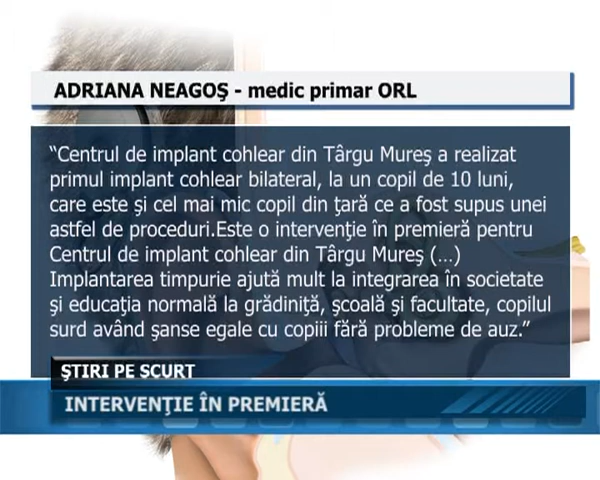 ADRIANA NEAGOŞ - medic primar ORL
“Centrul de implant cohlear din Târgu Mureş a realizat
primul implant cohlear bilateral, la un copil de 10 luni,
care este şi cel mai mic copil din ţară ce a fost supus unei
astfel de proceduri.Este o intervenţie în premieră pentru
Centrul de implant cohlear din Târgu Mureş (...)
Implantarea timpurie ajută mult la integrarea în societate
şi educaţia normală la grădiniţă, şcoală şi facultate, copilul
surd având şanse egale cu copiii fără probleme de auz.”
ŞTIRI PE SCURT
INTERVENŢIE ÎN PREMIERĂ